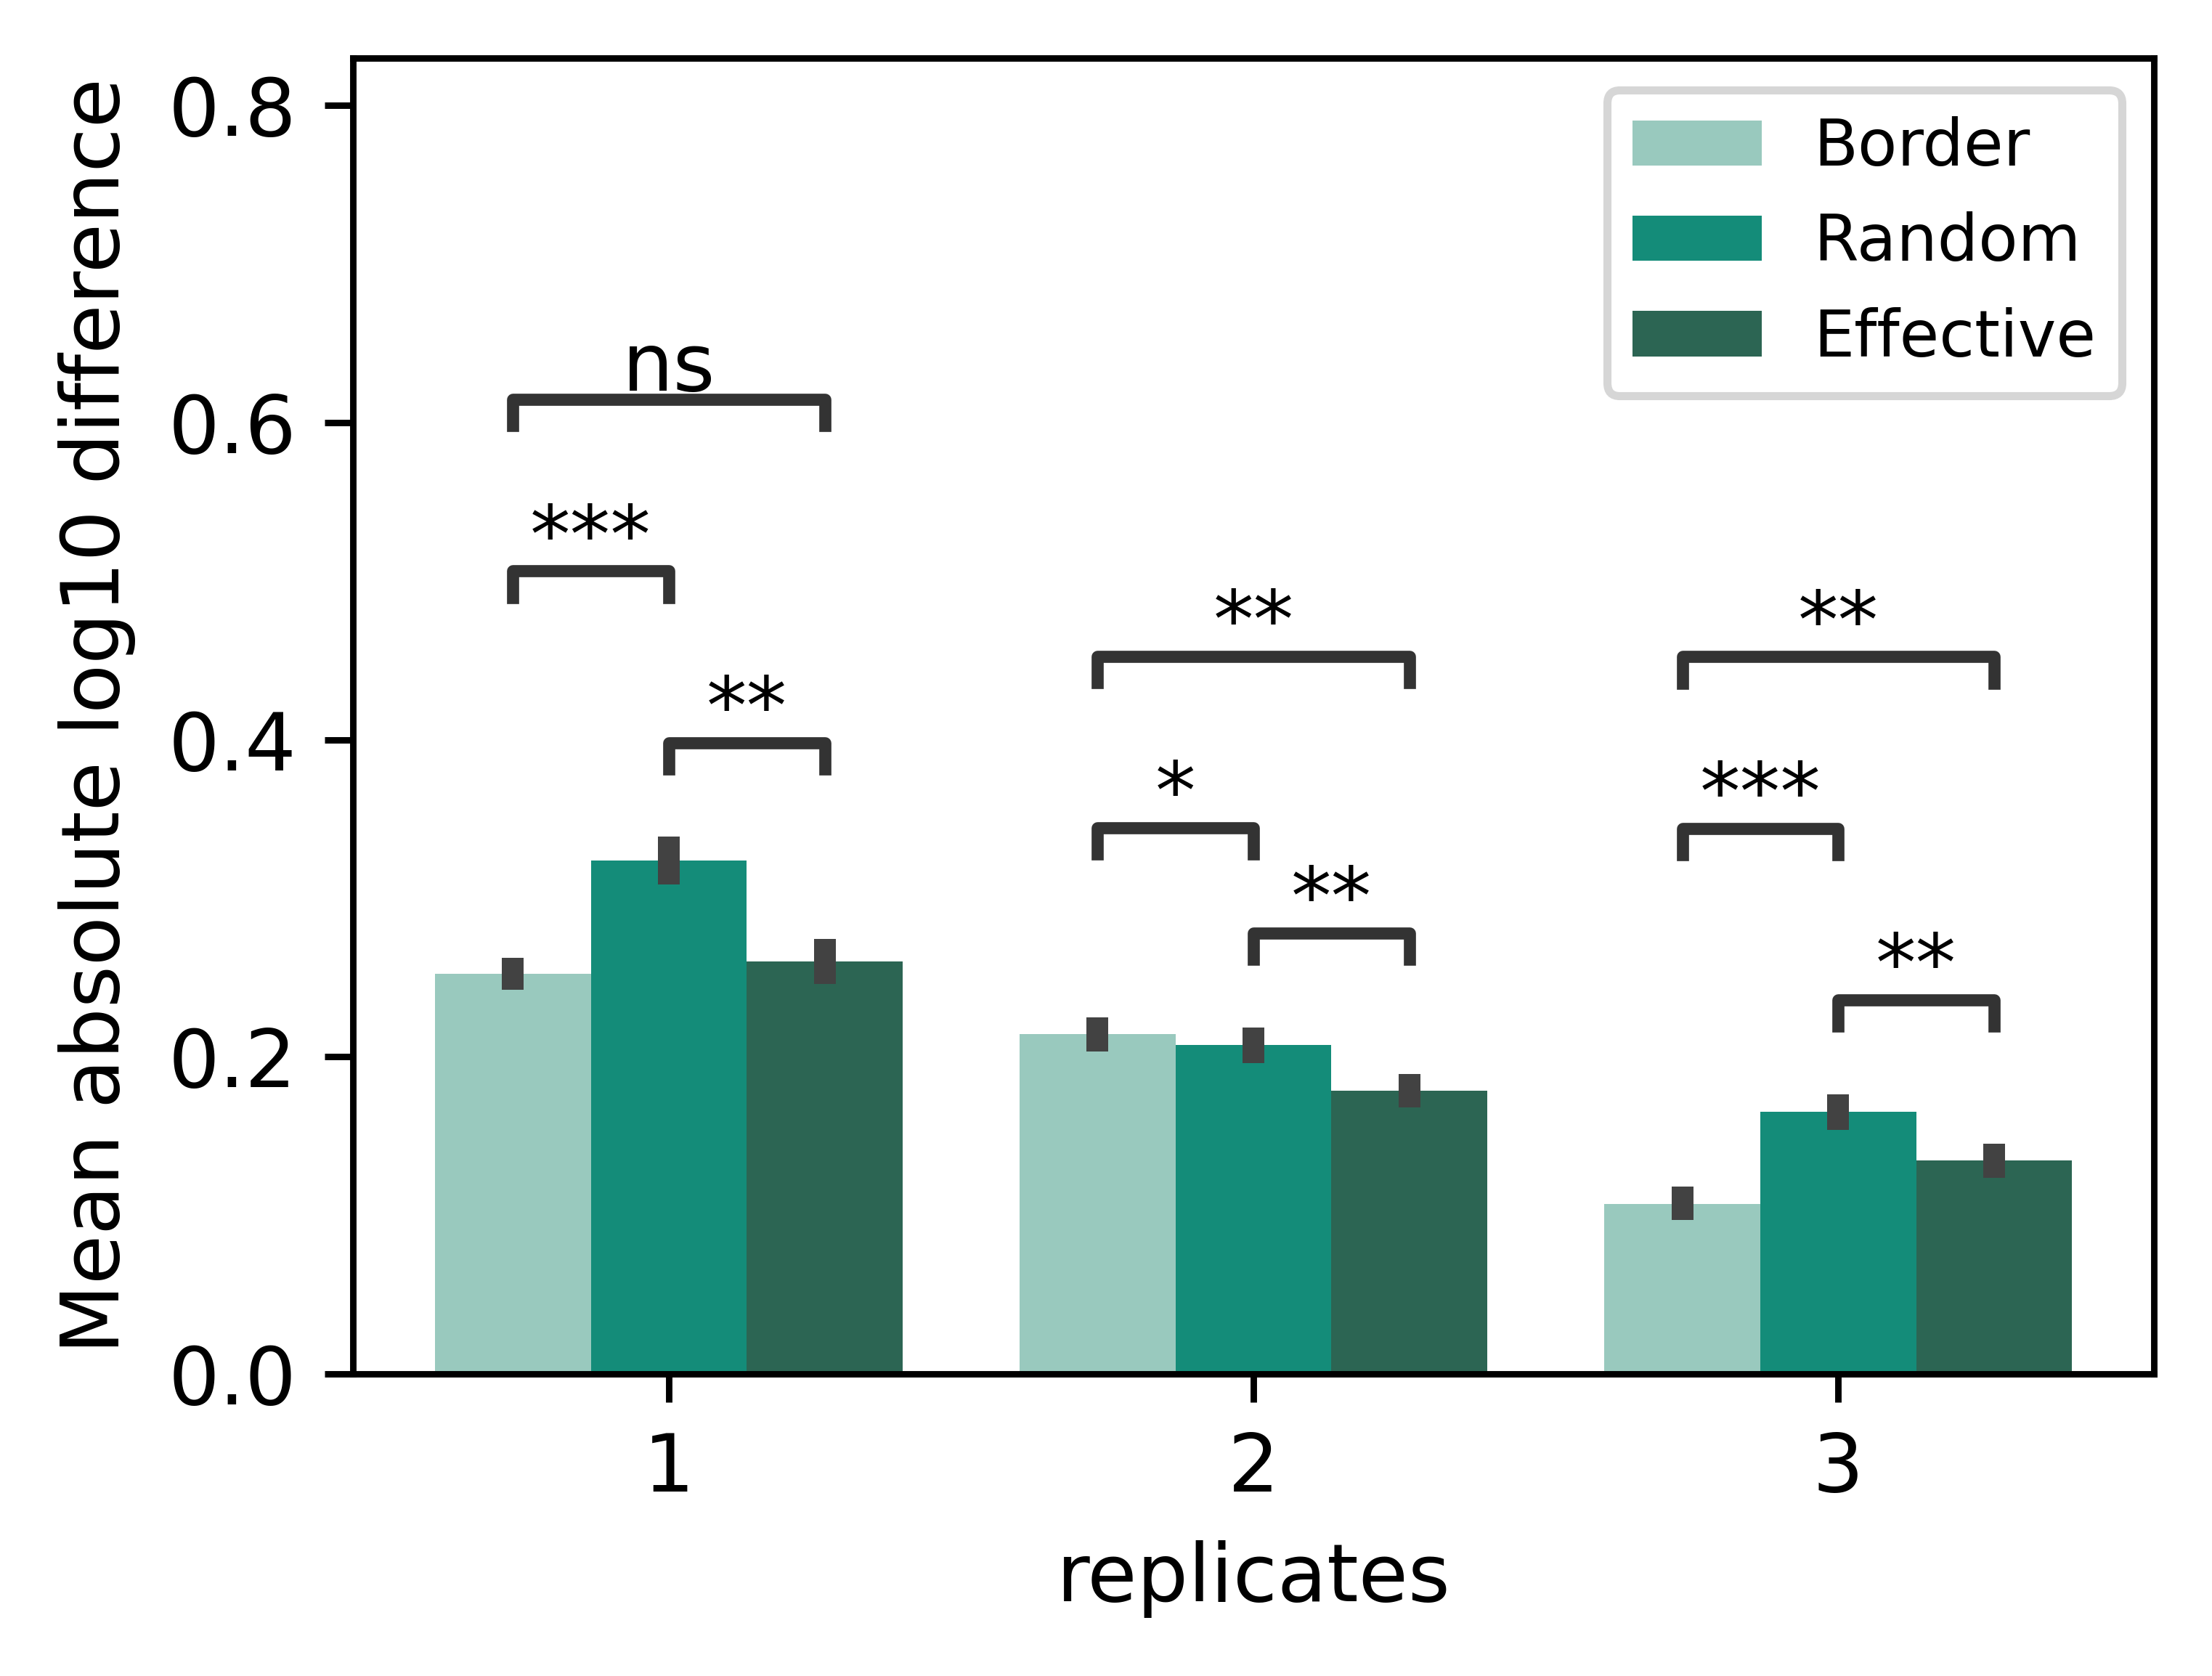 Mean absolute log10 difference
0.8
0.6
0.4
0.2
0.0
Border
Random
Effective
ns
***
**
**
*
**
**
***
**
1
2
3
replicates